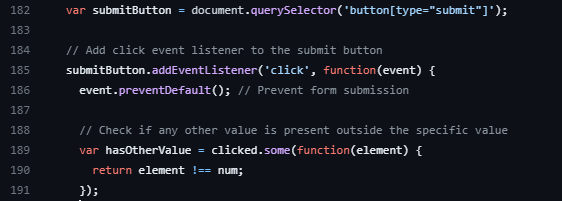 182 var submitButton = document.querySelector('button[type="submit"]');
183
184 // Add click event listener to the submit button
185 submitButton.addEventListener('click', function(event) {
186 event.preventDefault(); // Prevent form submission
187
188 // Check if any other value is present outside the specific value
189 var hasOtherValue = clicked.some(function(element) {
190 return element !== num;
191 });